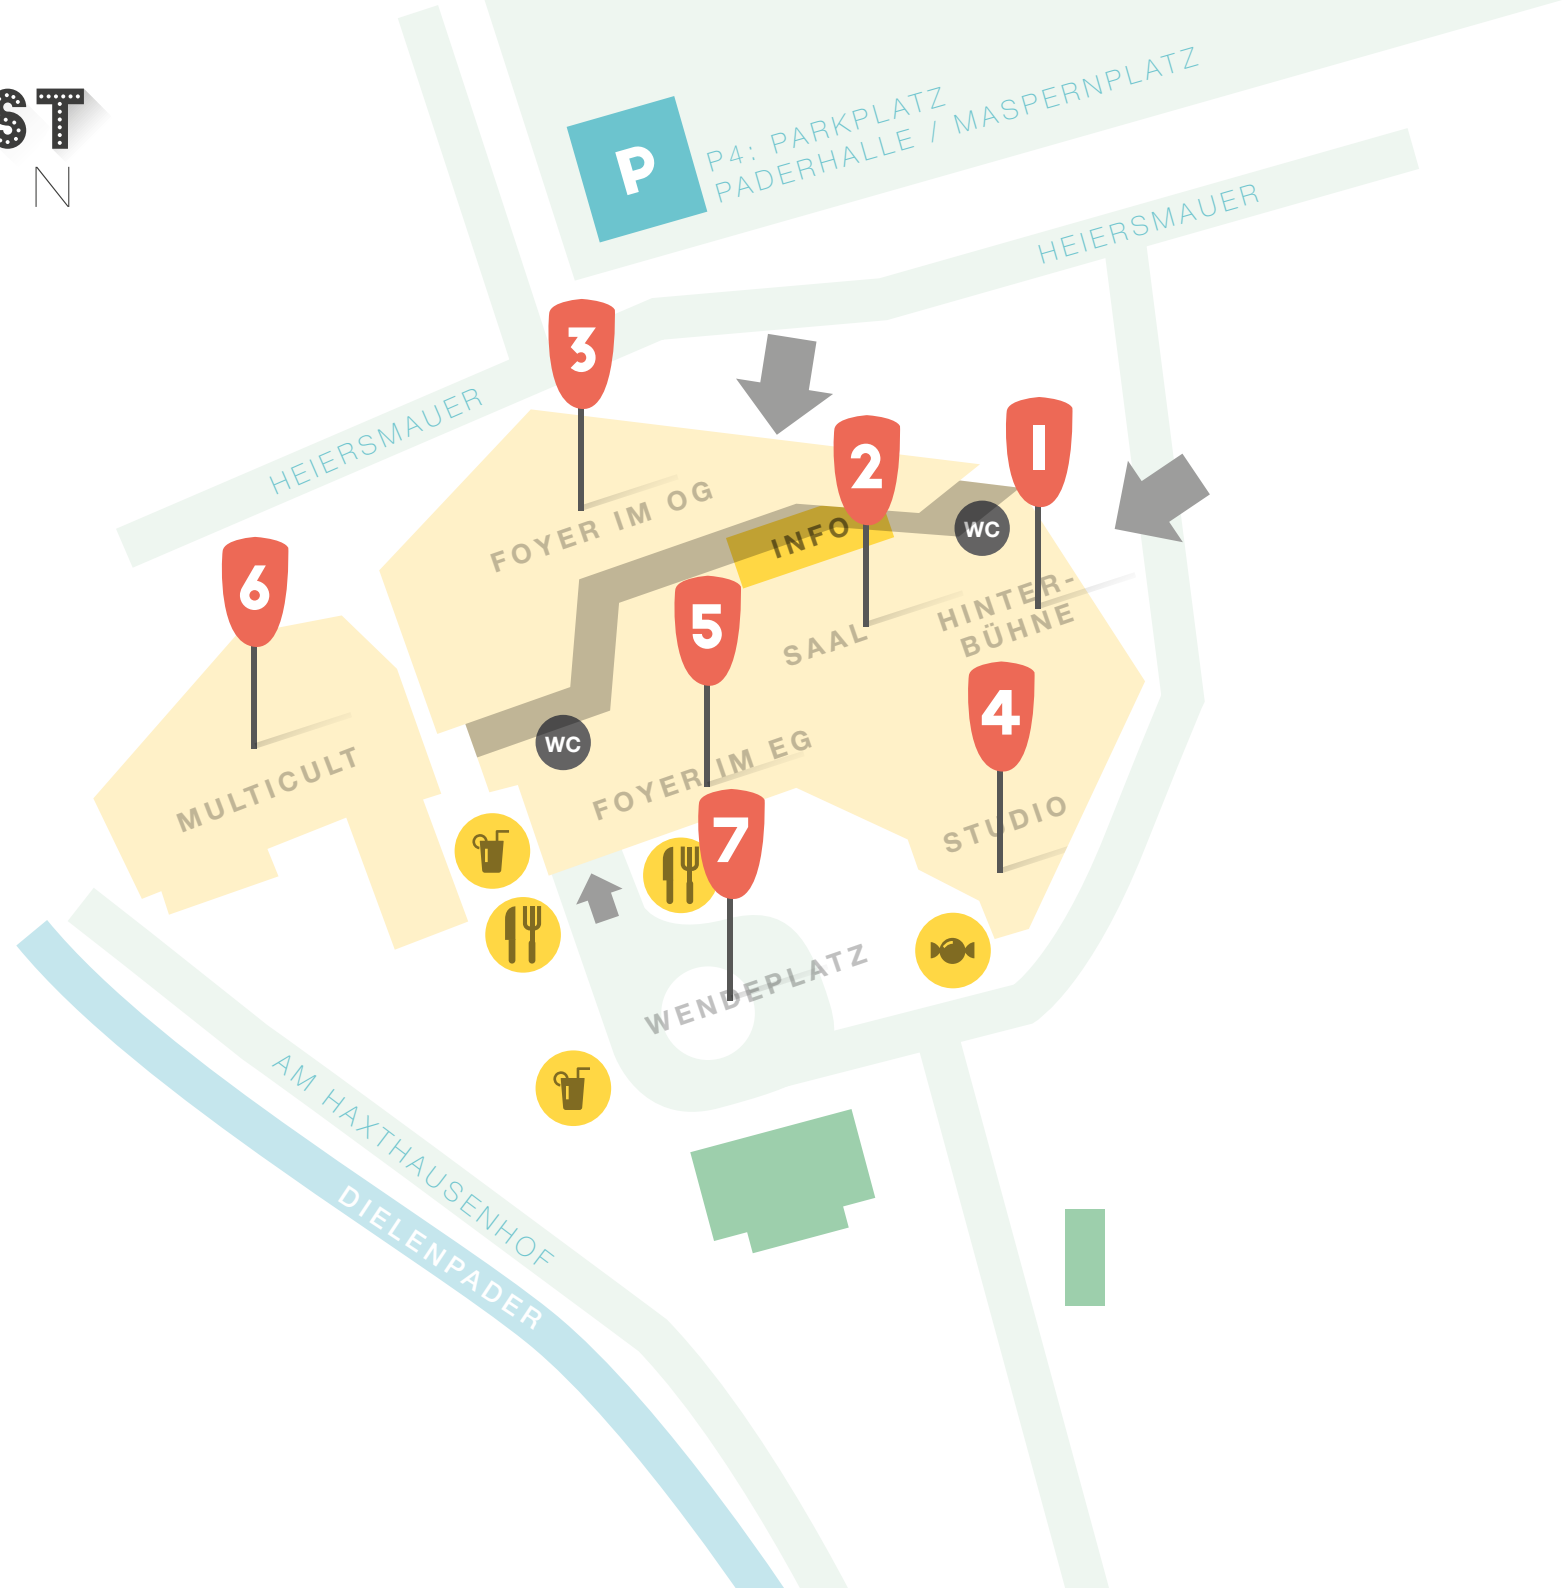 ST
N
P
P4: PARKPLATZ
PADERHALLE / MASPERNPLATZ
HEIERSMAUER
3
HEIERSMAUER
2
1
FOYER IM OG
INFO
WC
6
5
HINTER-
BÜHNE
SAAL
4
WC
FOYER IM EG
MULTICULT
7
STUDIO
WENDEPLATZ
AM HAXTHAUSENHOF
DIELENPADER